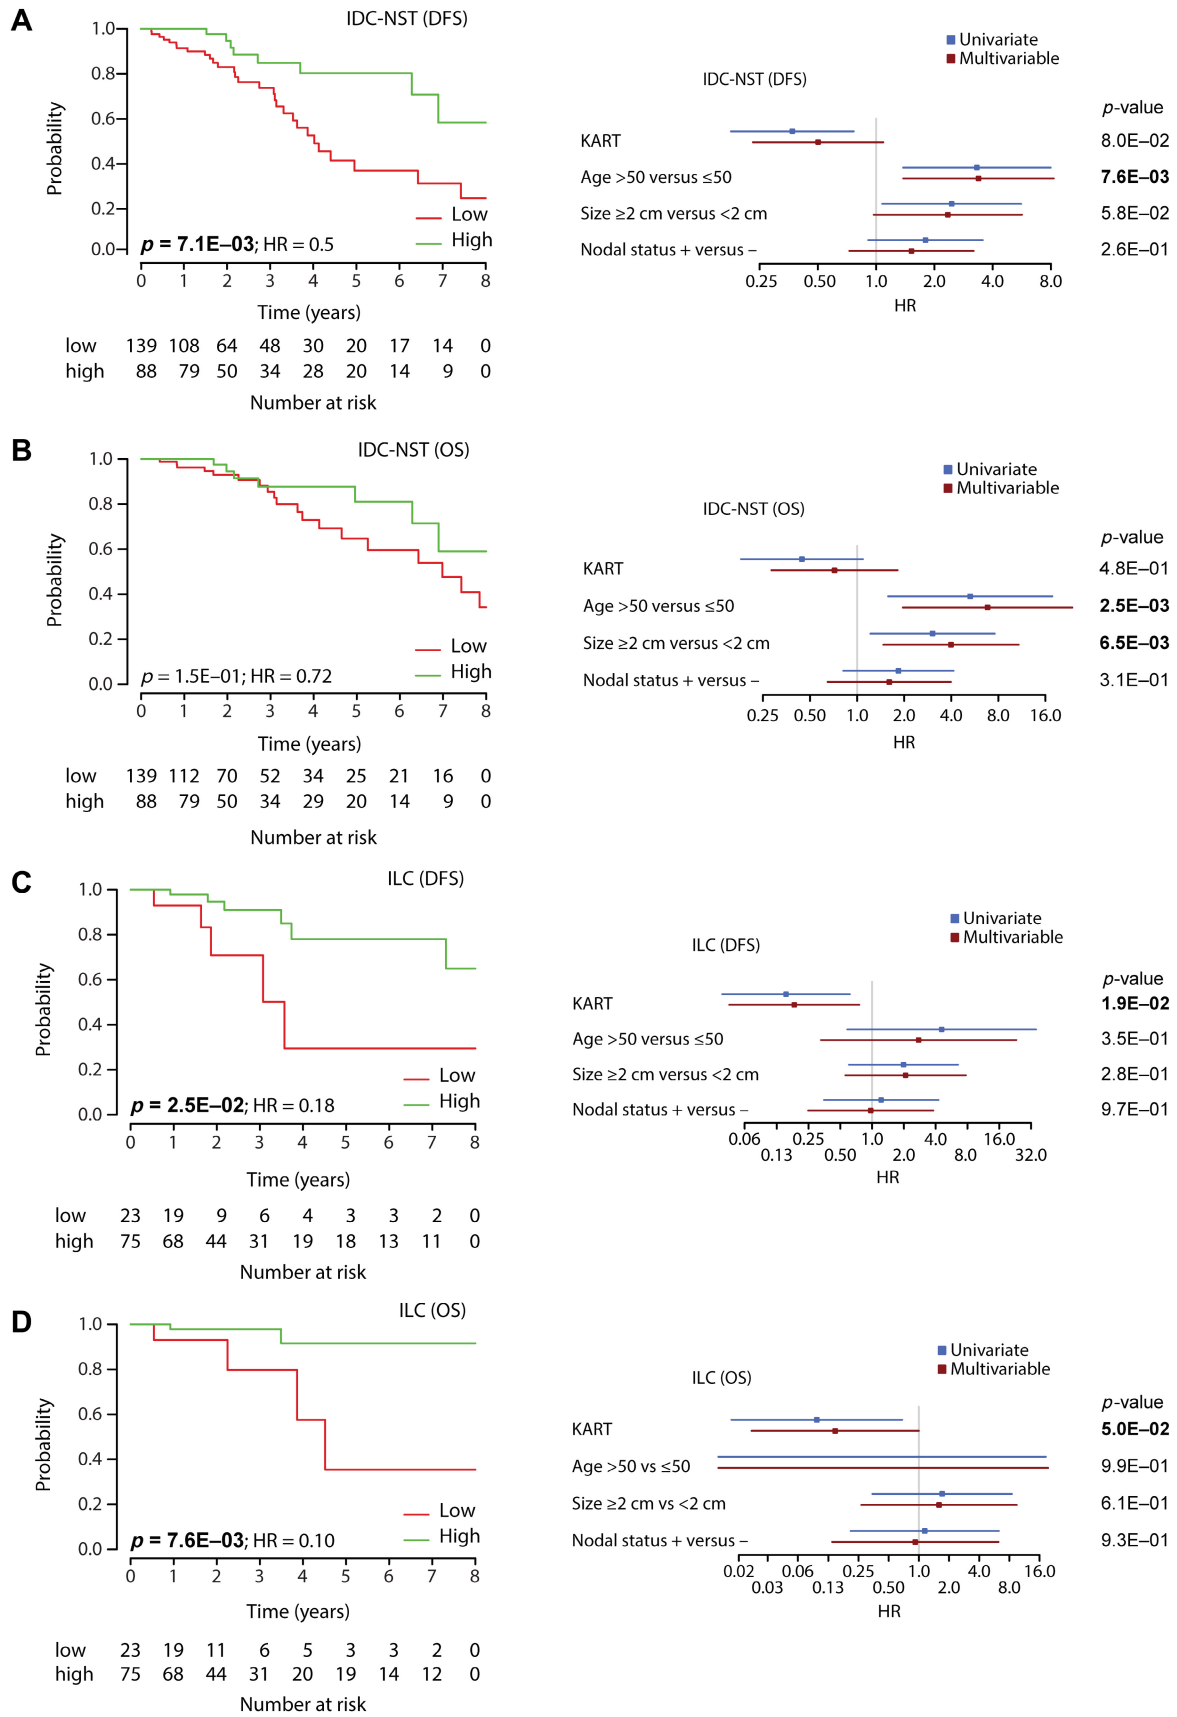 A
IDC-NST (DFS)
Probability
1.0
0.8
0.6
0.4
0.2
0.0
Low
High
p = 7.1E–03; HR = 0.5
0 1 2 3 4 5 6 7 8
Time (years)
low 139 108 64 48 30 20 17 14 0
high 88 79 50 34 28 20 14 9 0
Number at risk
Univariate
Multivariable
IDC-NST (DFS)
p-value
KART 8.0E–02
Age >50 versus ≤50 7.6E–03
Size ≥2 cm versus <2 cm 5.8E–02
Nodal status + versus – 2.6E–01
0.25 0.50 1.0 2.0 4.0 8.0
HR
B
IDC-NST (OS)
Probability
1.0
0.8
0.6
0.4
0.2
0.0
Low
High
p = 1.5E–01; HR = 0.72
0 1 2 3 4 5 6 7 8
Time (years)
low 139 112 70 52 34 25 21 16 0
high 88 79 50 34 29 20 14 9 0
Number at risk
Univariate
Multivariable
IDC-NST (OS)
p-value
KART 4.8E–01
Age >50 versus ≤50 2.5E–03
Size ≥2 cm versus <2 cm 6.5E–03
Nodal status + versus – 3.1E–01
0.25 0.50 1.0 2.0 4.0 8.0 16.0
HR
C
ILC (DFS)
Probability
1.0
0.8
0.6
0.4
0.2
0.0
Low
High
p = 2.5E–02; HR = 0.18
0 1 2 3 4 5 6 7 8
Time (years)
low 23 19 9 6 4 3 3 2 0
high 75 68 44 31 19 18 13 11 0
Number at risk
Univariate
Multivariable
ILC (DFS)
p-value
KART 1.9E–02
Age >50 versus ≤50 3.5E–01
Size ≥2 cm versus <2 cm 2.8E–01
Nodal status + versus – 9.7E–01
0.06 0.25 1.0 4.0 16.0
0.13 0.50 2.0 8.0 32.0
HR
D
ILC (OS)
Probability
1.0
0.8
0.6
0.4
0.2
0.0
Low
High
p = 7.6E–03; HR = 0.10
0 1 2 3 4 5 6 7 8
Time (years)
low 23 19 11 6 5 3 3 2 0
high 75 68 44 31 20 19 14 12 0
Number at risk
Univariate
Multivariable
ILC (OS)
p-value
KART 5.0E–02
Age >50 vs ≤50 9.9E–01
Size ≥2 cm vs <2 cm 6.1E–01
Nodal status + versus – 9.3E–01
0.02 0.06 0.25 1.0 4.0 16.0
0.03 0.13 0.50 2.0 8.0
HR